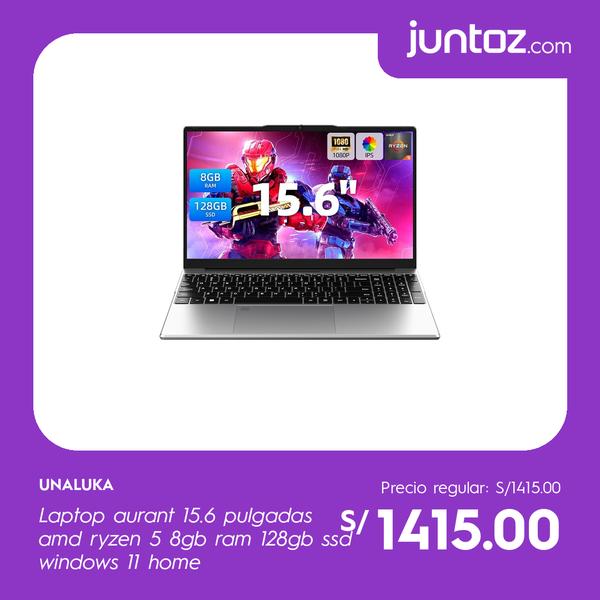 juntoz.com
1080
1080P
IPS
AMD
RYZEN
8GB
RAM
128GB
SSD
15.6"
UNALUKA
Precio regular: S/1415.00
Laptop aurant 15.6 pulgadas
amd ryzen 5 8gb ram 128gb ssd
windows 11 home
S/1415.00